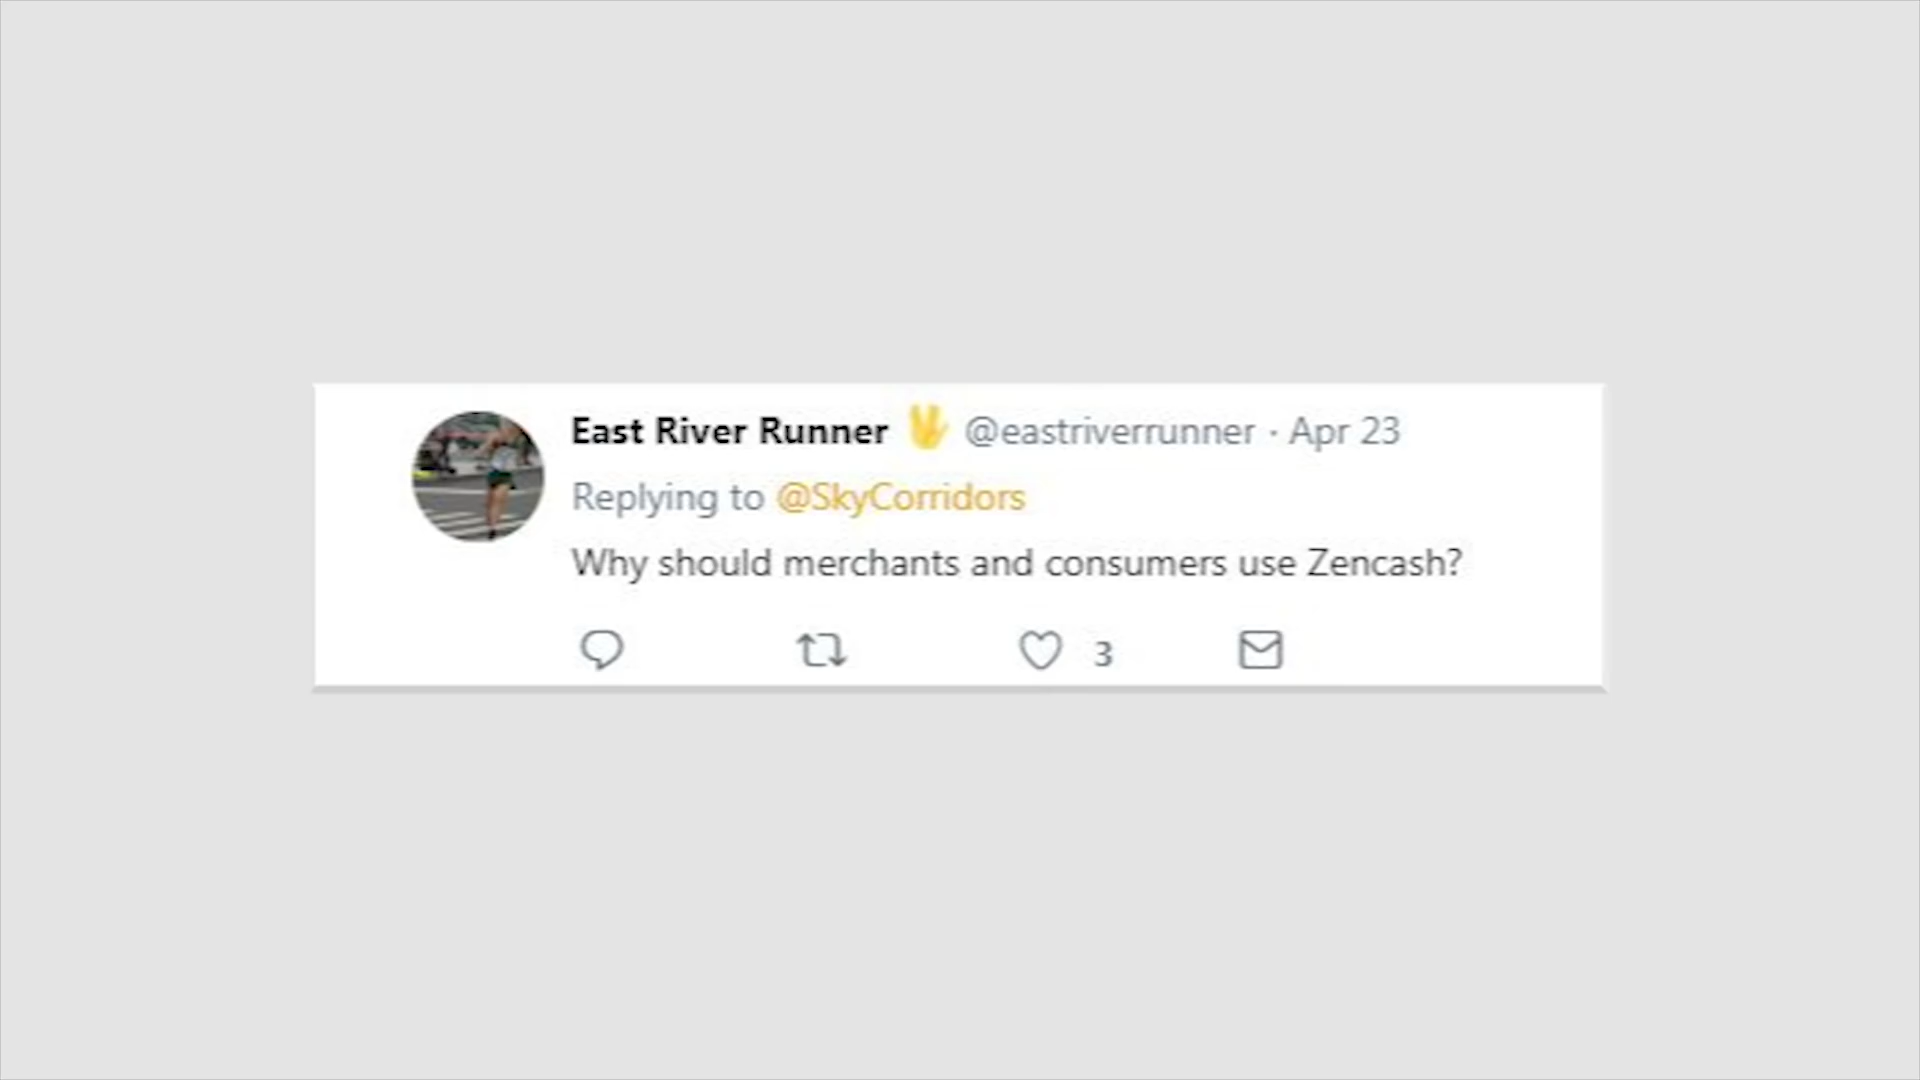 East River Runner 🖖 @eastriverrunner · Apr 23
Replying to @SkyCorridors
Why should merchants and consumers use Zencash?
3